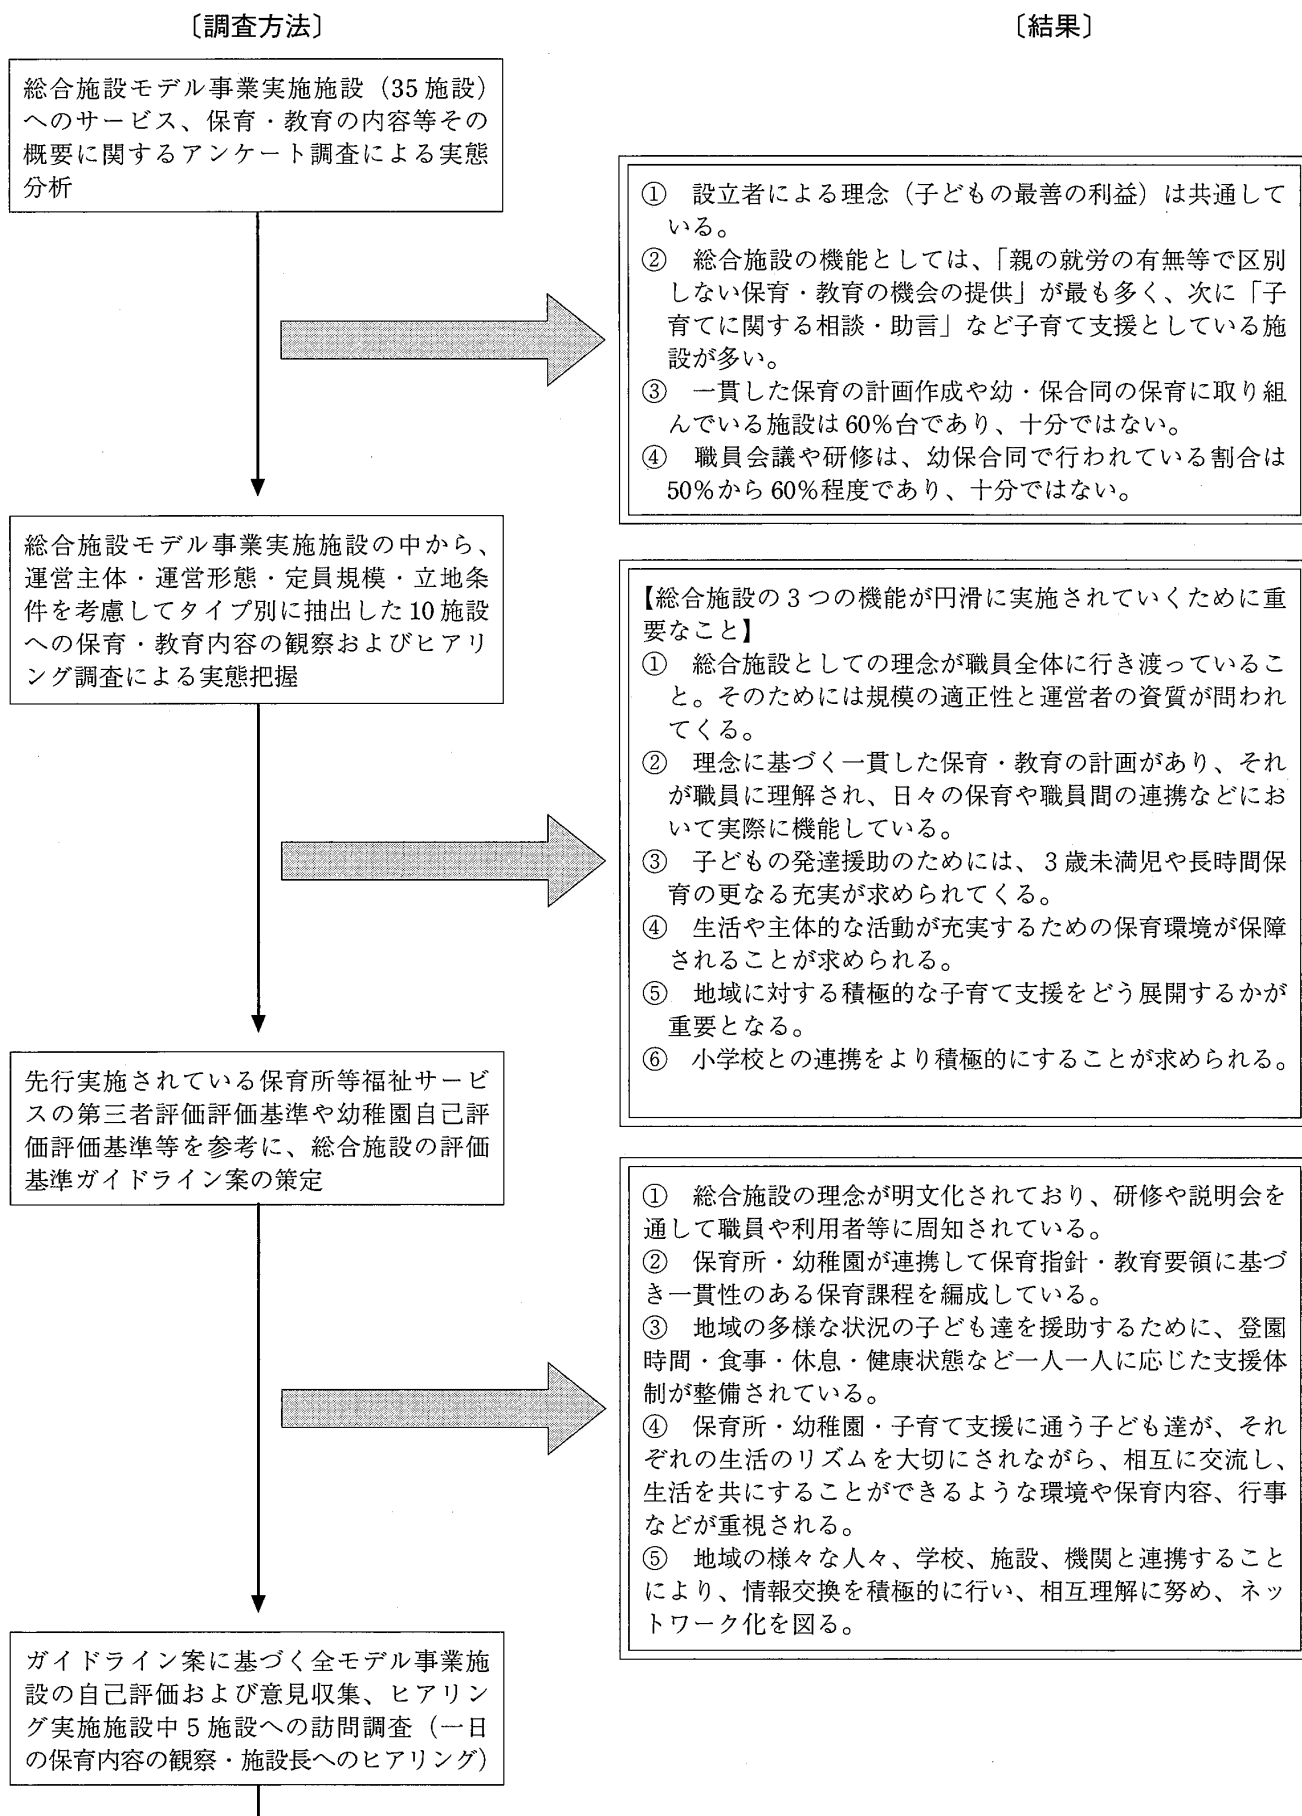 〔調査方法〕
〔結果〕
総合施設モデル事業実施施設（35 施設）
へのサービス、保育・教育の内容等その
概要に関するアンケート調査による実態
分析
① 設立者による理念（子どもの最善の利益）は共通して
いる。
② 総合施設の機能としては、「親の就労の有無等で区別
しない保育・教育の機会の提供」が最も多く、次に「子
育てに関する相談・助言」など子育て支援としている施
設が多い。
③ 一貫した保育の計画作成や幼・保合同の保育に取り組
んでいる施設は 60％台であり、十分ではない。
④ 職員会議や研修は、幼保合同で行われている割合は
50％から 60％程度であり、十分ではない。
総合施設モデル事業実施施設の中から、
運営主体・運営形態・定員規模・立地条
件を考慮してタイプ別に抽出した 10 施設
への保育・教育内容の観察およびヒアリ
ング調査による実態把握
【総合施設の 3 つの機能が円滑に実施されていくために重
要なこと】
① 総合施設としての理念が職員全体に行き渡っているこ
と。そのためには規模の適正性と運営者の資質が問われ
てくる。
② 理念に基づく一貫した保育・教育の計画があり、それ
が職員に理解され、日々の保育や職員間の連携などにお
いて実際に機能している。
③ 子どもの発達援助のためには、3 歳未満児や長時間保
育の更なる充実が求められてくる。
④ 生活や主体的な活動が充実するための保育環境が保障
されることが求められる。
⑤ 地域に対する積極的な子育て支援をどう展開するかが
重要となる。
⑥ 小学校との連携をより積極的にすることが求められる。
先行実施されている保育所等福祉サービ
スの第三者評価評価基準や幼稚園自己評
価評価基準等を参考に、総合施設の評価
基準ガイドライン案の策定
① 総合施設の理念が明文化されており、研修や説明会を
通して職員や利用者等に周知されている。
② 保育所・幼稚園が連携して保育指針・教育要領に基づ
き一貫性のある保育課程を編成している。
③ 地域の多様な状況の子ども達を援助するために、登園
時間・食事・休息・健康状態など一人一人に応じた支援体
制が整備されている。
④ 保育所・幼稚園・子育て支援に通う子ども達が、それ
ぞれの生活のリズムを大切にされながら、相互に交流し、
生活を共にすることができるような環境や保育内容、行事
などが重視される。
⑤ 地域の様々な人々、学校、施設、機関と連携すること
により、情報交換を積極的に行い、相互理解に努め、ネッ
トワーク化を図る。
ガイドライン案に基づく全モデル事業施
設の自己評価および意見収集、ヒアリン
グ実施施設中 5 施設への訪問調査（一日
の保育内容の観察・施設長へのヒアリング）